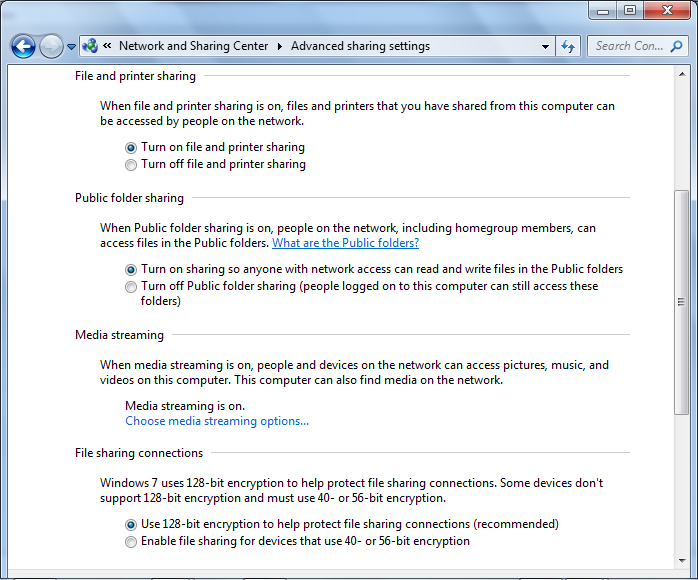 « Network and Sharing Center ▸ Advanced sharing settings
Search Con...
File and printer sharing
When file and printer sharing is on, files and printers that you have shared from this computer can
be accessed by people on the network.
Turn on file and printer sharing
Turn off file and printer sharing
Public folder sharing
When Public folder sharing is on, people on the network, including homegroup members, can
access files in the Public folders. What are the Public folders?
Turn on sharing so anyone with network access can read and write files in the Public folders
Turn off Public folder sharing (people logged on to this computer can still access these
folders)
Media streaming
When media streaming is on, people and devices on the network can access pictures, music, and
videos on this computer. This computer can also find media on the network.
Media streaming is on.
Choose media streaming options...
File sharing connections
Windows 7 uses 128-bit encryption to help protect file sharing connections. Some devices don't
support 128-bit encryption and must use 40- or 56-bit encryption.
Use 128-bit encryption to help protect file sharing connections (recommended)
Enable file sharing for devices that use 40- or 56-bit encryption